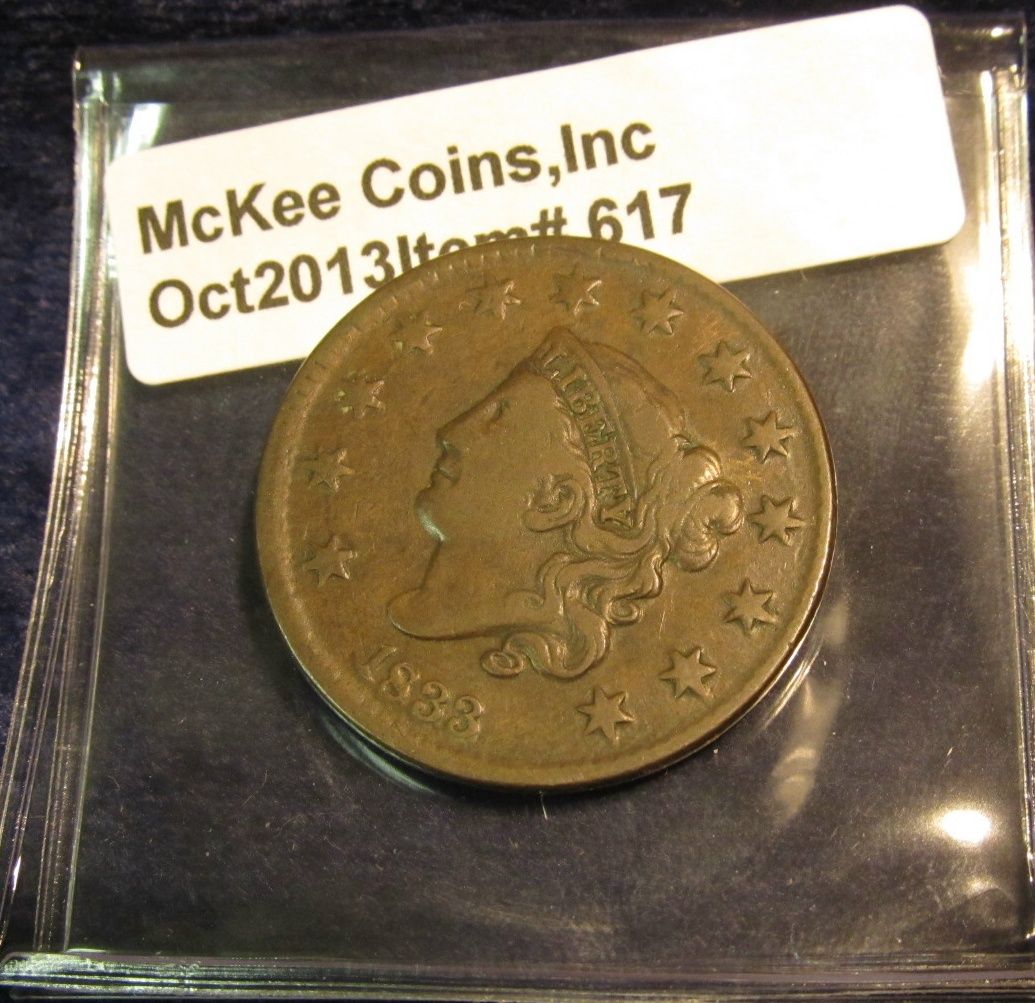 McKee Coins,Inc
Oct2013Item# 617
LIBERTY
1833